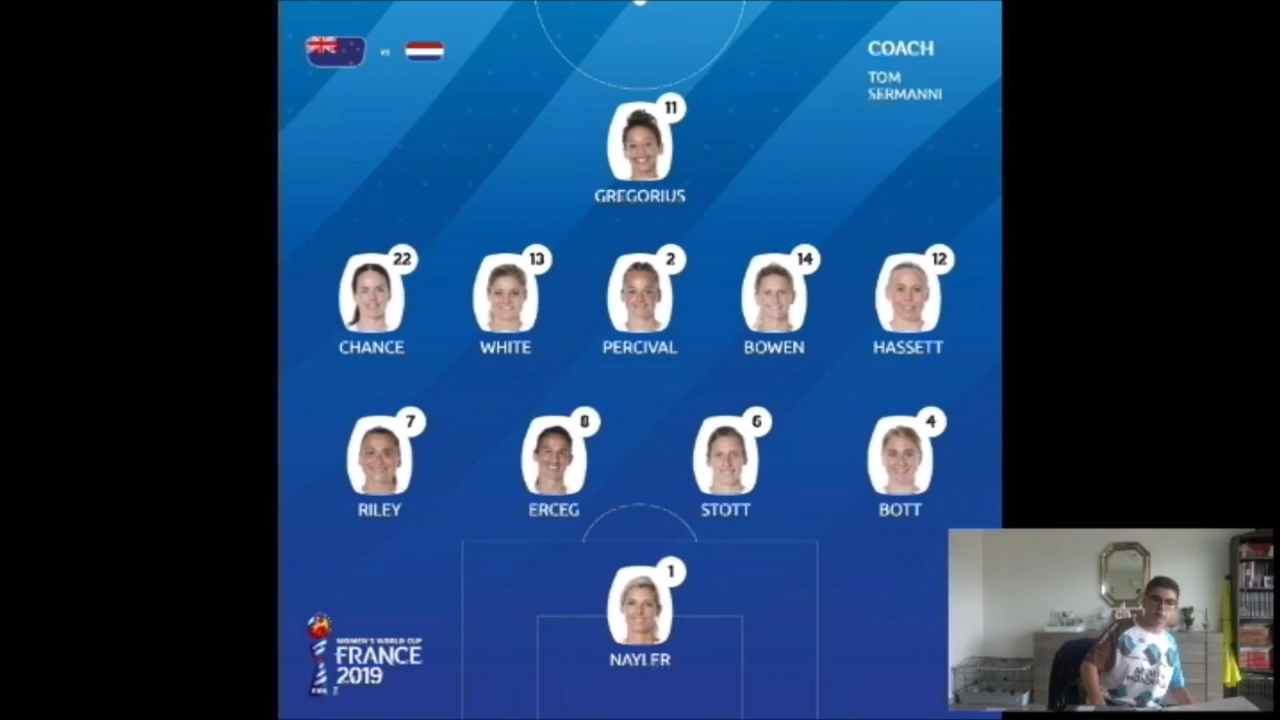 vs
COACH
TOM
SERMANNI
11
GREGORIUS
22
13
2
14
12
CHANCE
WHITE
PERCIVAL
BOWEN
HASSETT
7
8
6
4
RILEY
ERCEG
STOTT
BOTT
1
NAYLER
WOMEN'S WORLD CUP
FRANCE
2019
FIFA